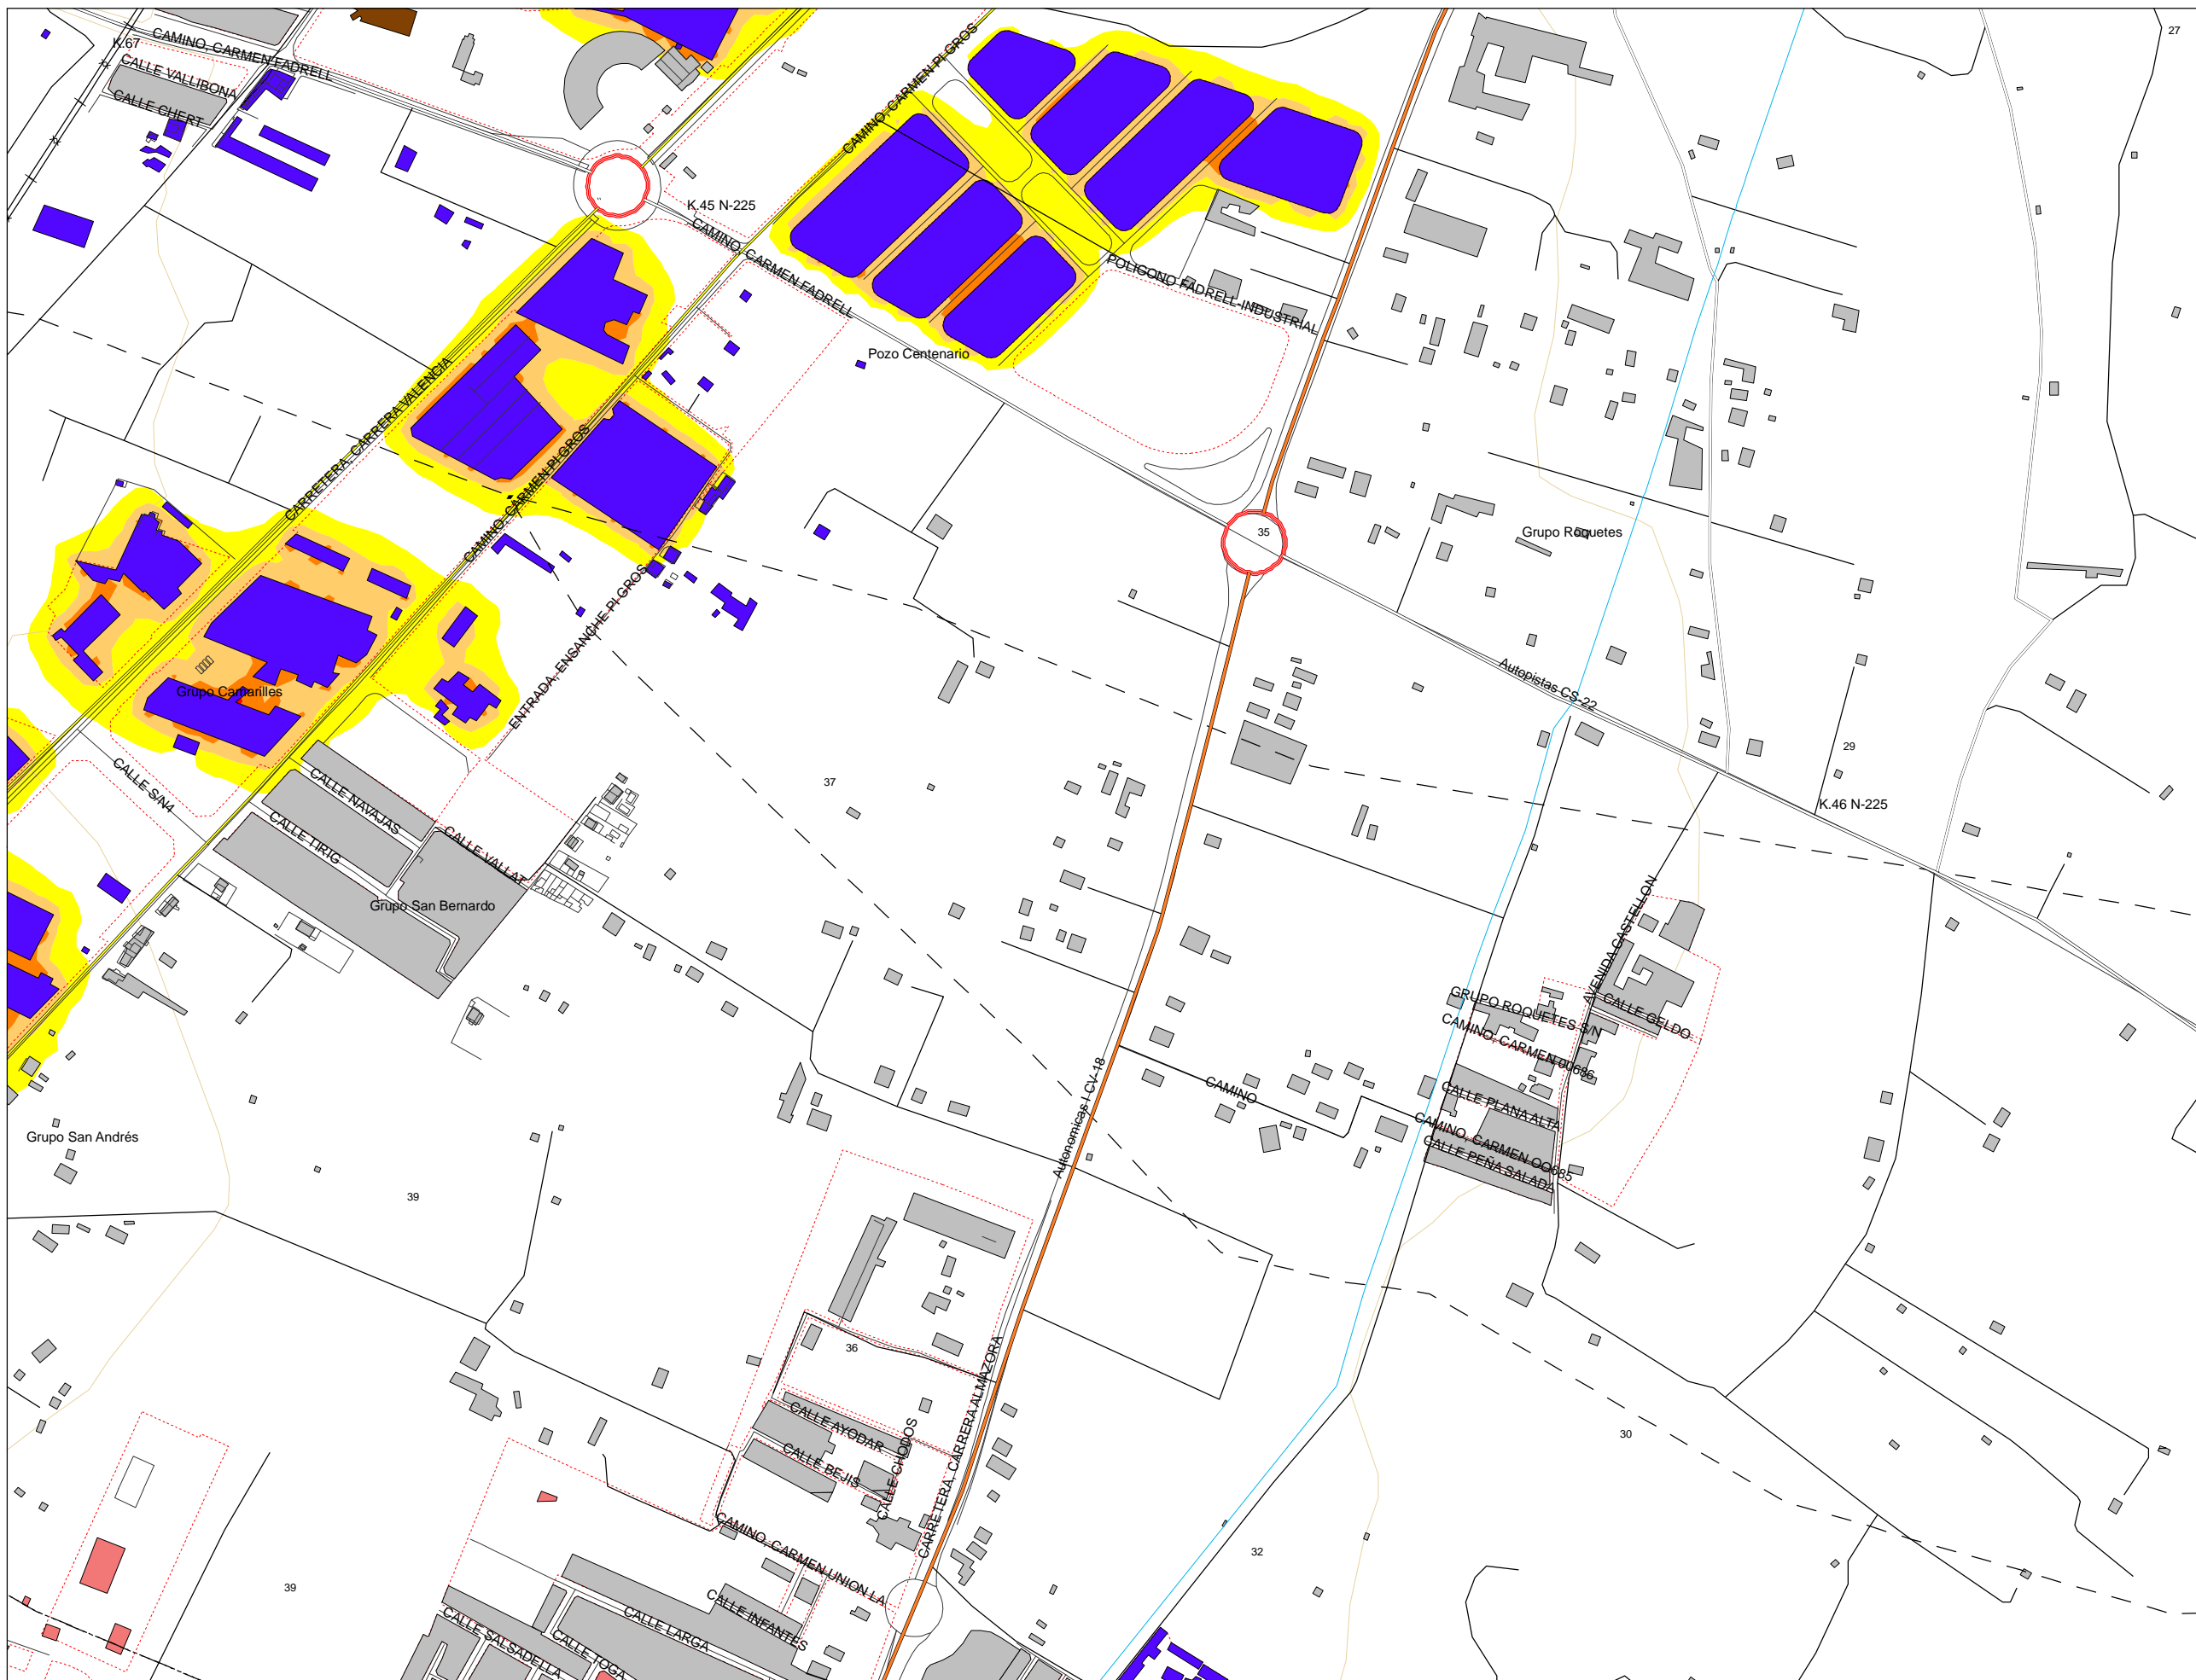 27
K.67
CAMINO, CARMEN FADRELL
CALLE VALLIBONA
CALLE CHERT
CAMINO, CARMEN PI GROS
K.45 N-225
CAMINO, CARMEN FADRELL
POLIGONO FADRELL-INDUSTRIAL
Pozo Centenario
CARRETERA, CARRERA VALENCIA
CAMINO, CARMEN PI GROS
35
Grupo Roquetes
ENTRADA, ENSANCHE PI GROS
Grupo Camarilles
Autopistas CS-22
29
K.46 N-225
37
CALLE S/N4
CALLE NAVAJAS
CALLE TIRIG
CALLE VALLAT
Grupo San Bernardo
AVENIDA CASTELLON
GRUPO ROQUETES S/N
CALLE GELDO
CAMINO, CARMEN 00686
CAMINO
CALLE PLANA ALTA
CAMINO, CARMEN OO685
CALLE PEÑA SALADA
Autonomicas I CV-18
Grupo San Andrés
39
36
CARRETERA, CARRERA ALMAZORA
CALLE AYODAR
CALLE CHODOS
CALLE BEJIS
30
CAMINO, CARMEN UNION LA
32
39
CALLE INFANTES
CALLE LARGA
CALLE SALSADELLA
CALLE TOGA